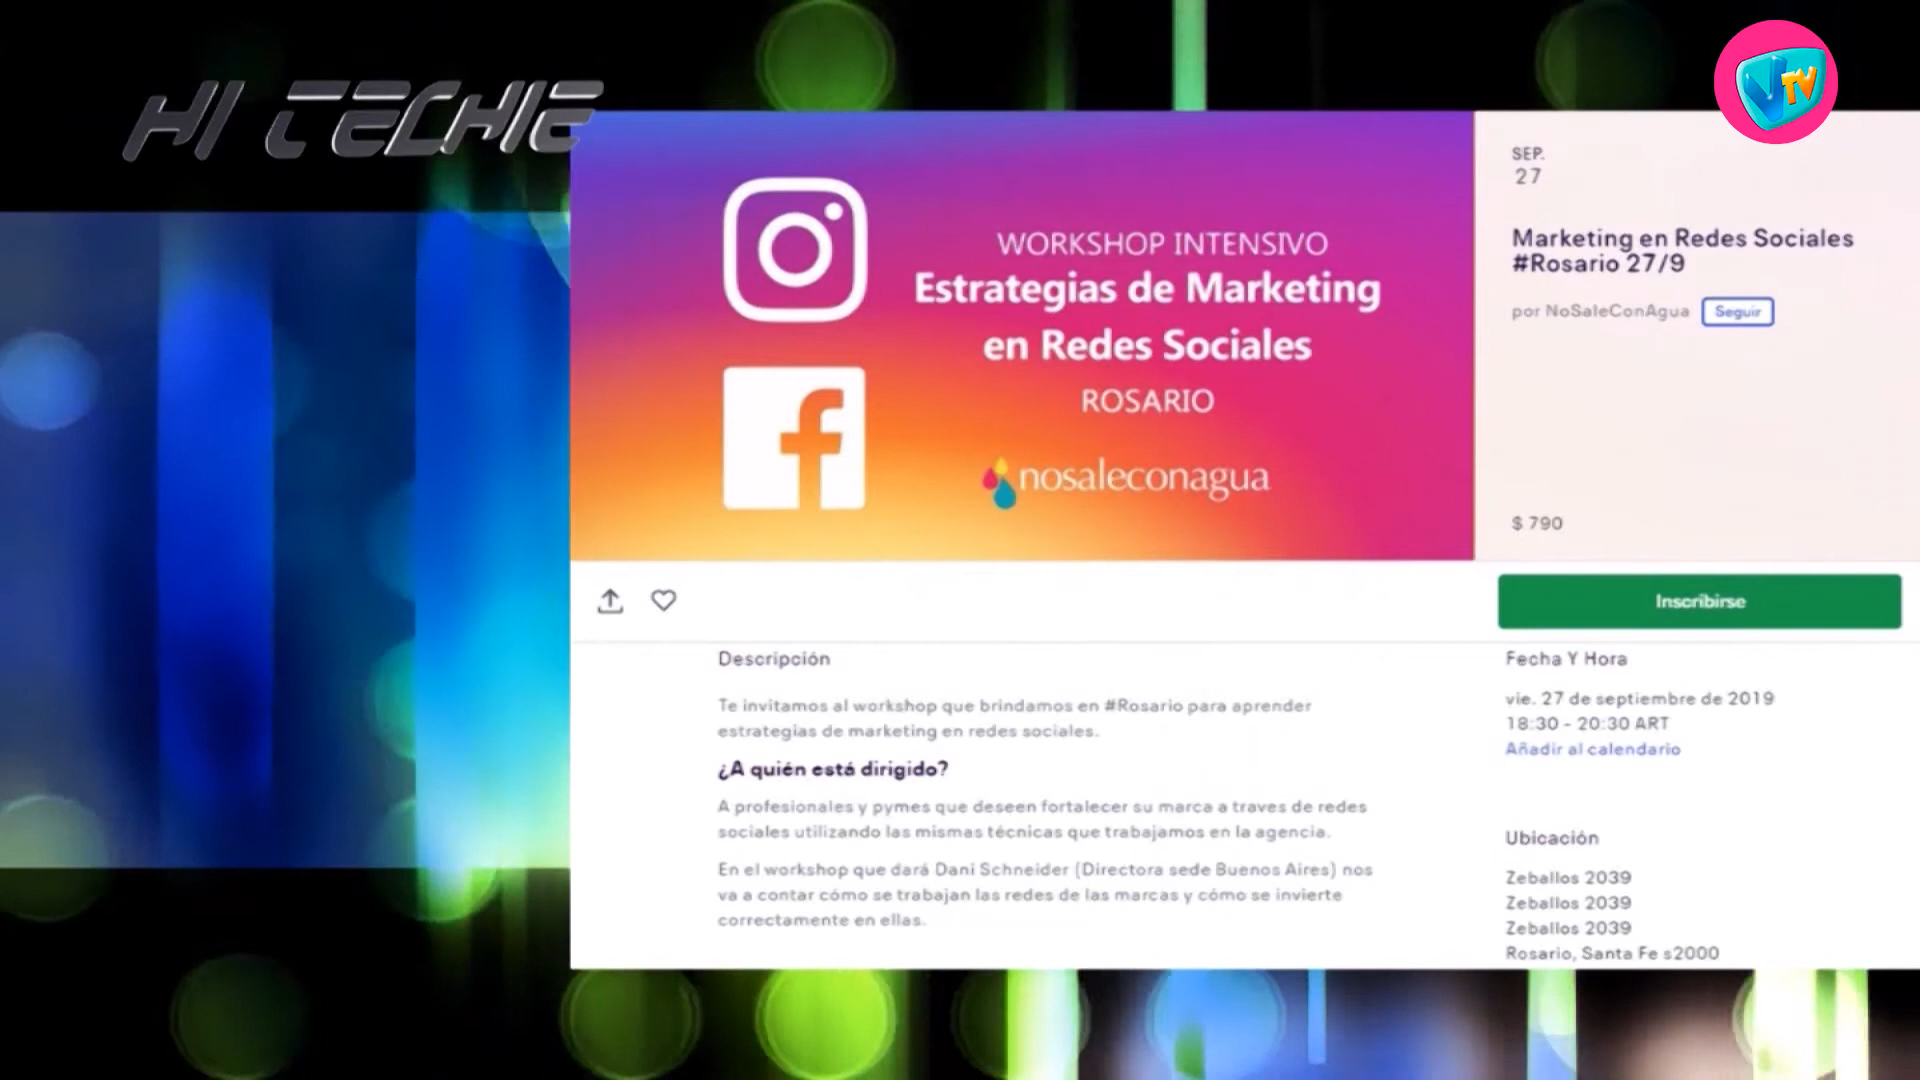 HI TECHIE
VTV
WORKSHOP INTENSIVO
Estrategias de Marketing
en Redes Sociales
ROSARIO
nosaleconagua
SEP.
27
Marketing en Redes Sociales
#Rosario 27/9
por NoSaleConAgua Seguir
$ 790
Inscribirse
Descripción
Te invitamos al workshop que brindamos en #Rosario para aprender
estrategias de marketing en redes sociales.
¿A quién está dirigido?
A profesionales y pymes que deseen fortalecer su marca a traves de redes
sociales utilizando las mismas técnicas que trabajamos en la agencia.
En el workshop que dará Dani Schneider (Directora sede Buenos Aires) nos
va a contar cómo se trabajan las redes de las marcas y cómo se invierte
correctamente en ellas.
Fecha Y Hora
vie. 27 de septiembre de 2019
18:30 - 20:30 ART
Añadir al calendario
Ubicación
Zeballos 2039
Zeballos 2039
Zeballos 2039
Rosario, Santa Fe s2000